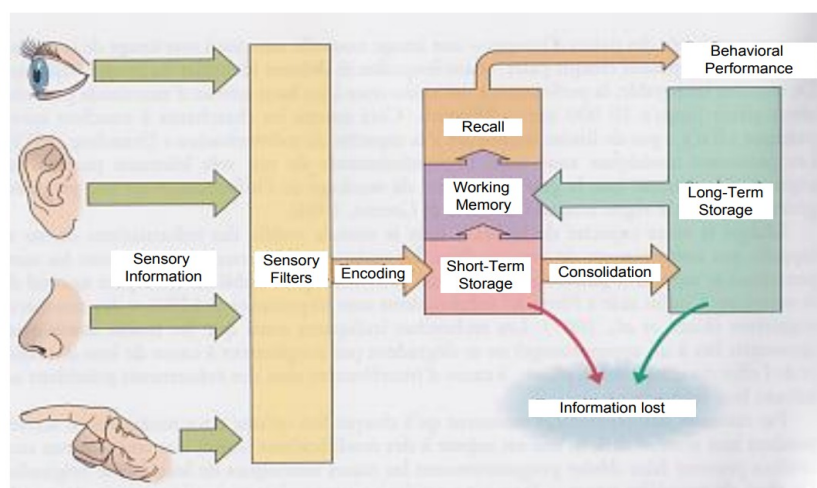 Behavioral
Performance
Recall
Working
Memory
Long-Term
Storage
Sensory
Information
Sensory
Filters
Encoding
Short-Term
Storage
Consolidation
Information lost